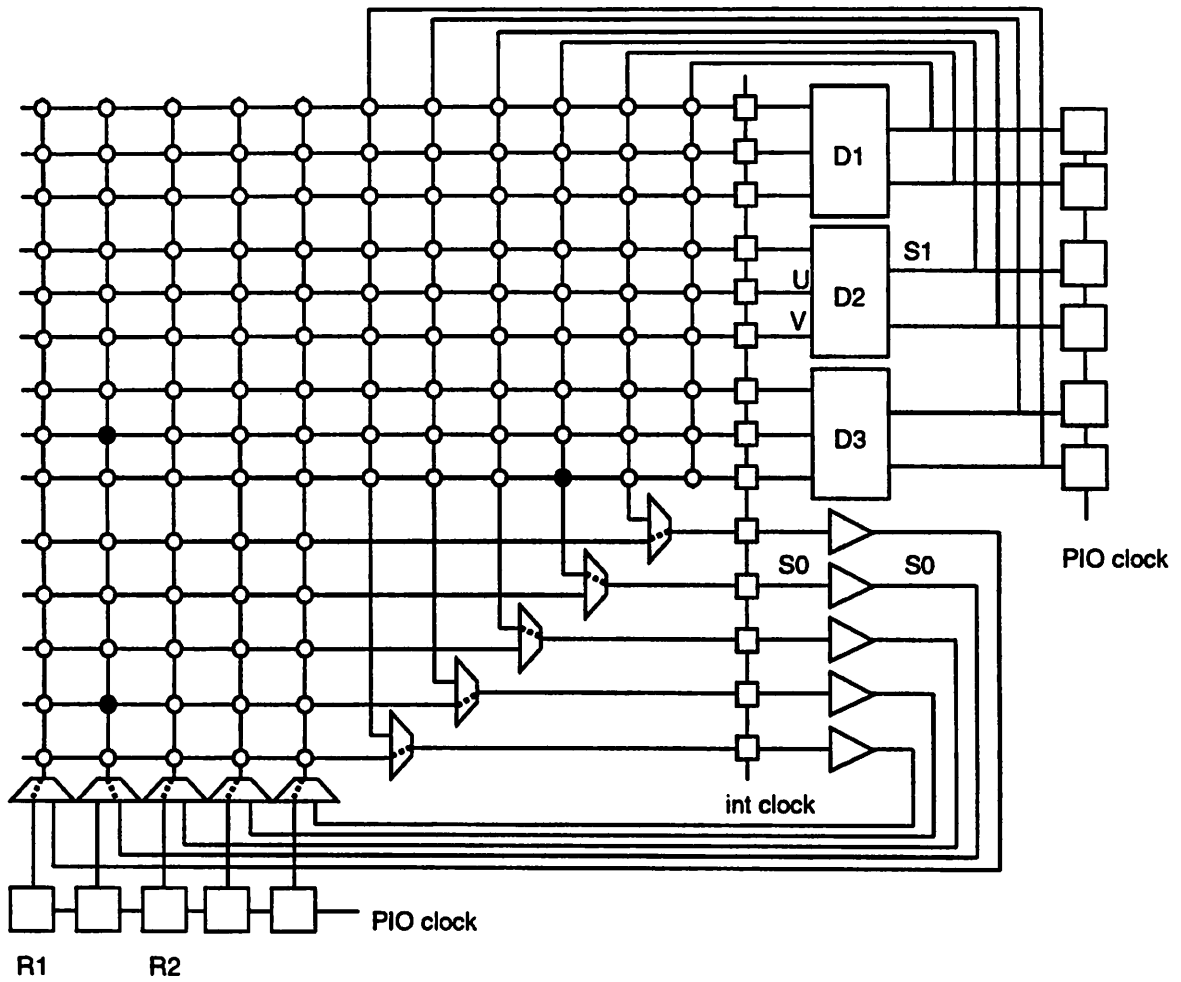 D1
S1
U
D2
V
D3
PIO clock
S0 S0
int clock
PIO clock
R1 R2